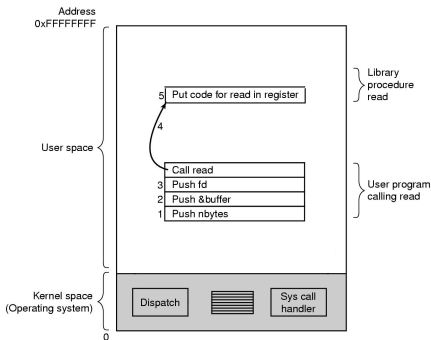 Address
0xFFFFFFFF
Library
procedure
read
5 Put code for read in register
4
User space
Call read
3 Push fd
2 Push &buffer
1 Push nbytes
User program
calling read
Kernel space
(Operating system)
Dispatch
Sys call
handler
0